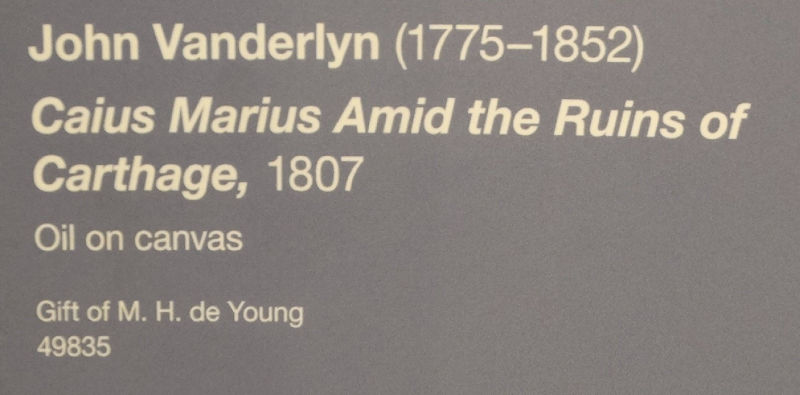 John Vanderlyn (1775–1852)
Caius Marius Amid the Ruins of
Carthage, 1807
Oil on canvas
Gift of M. H. de Young
49835